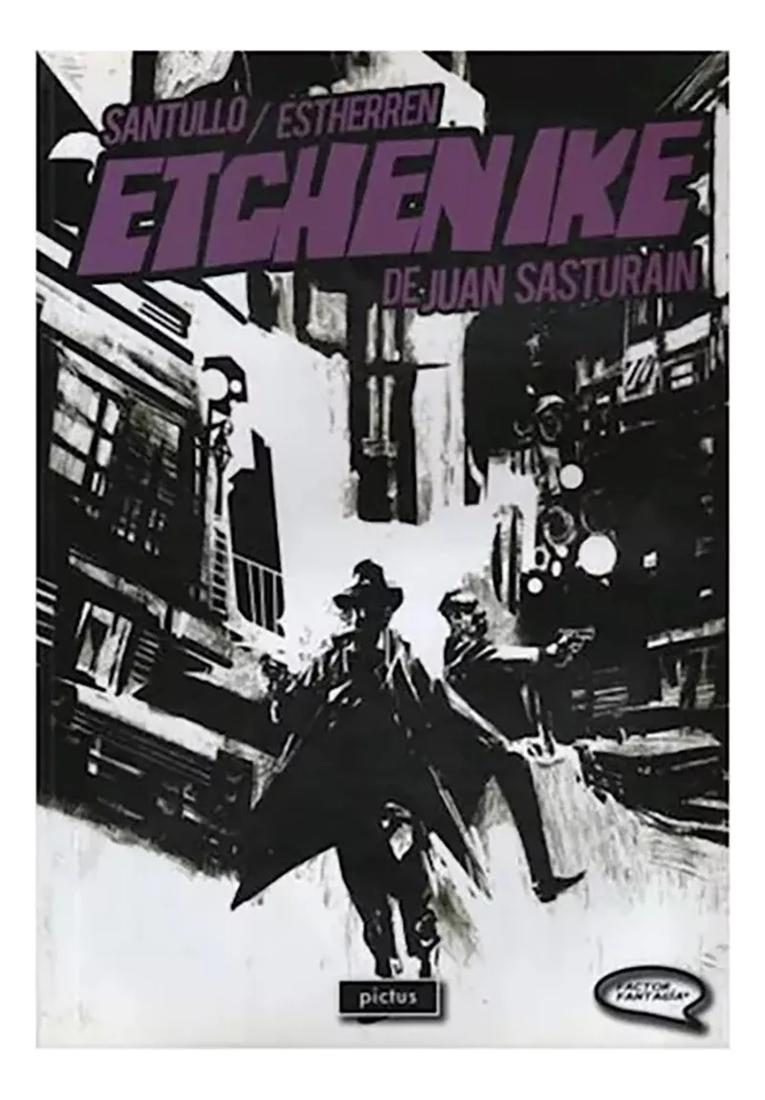 SANTULLO / ESTHERREN
ETCHENIKE
DE JUAN SASTURAIN
pictus
FACTOR
FANTASÍA